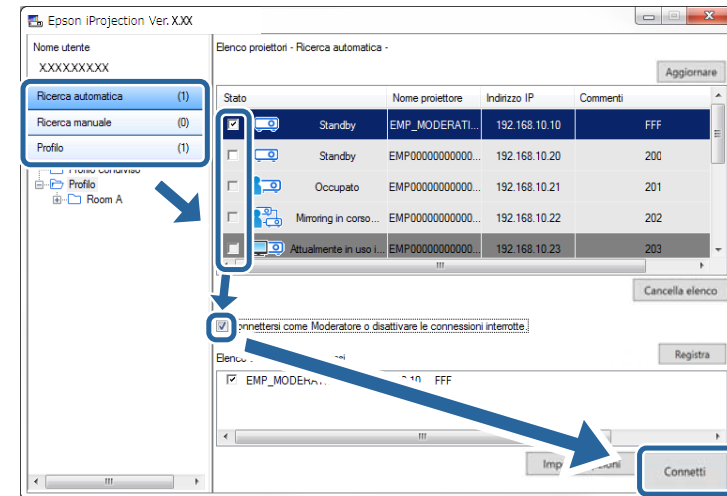 Epson iProjection Ver. X.XX
Nome utente
XXXXXXXXX
Ricerca automatica (1)
Ricerca manuale (0)
Profilo (1)
Profilo condiviso
Profilo
Room A
Elenco proiettori - Ricerca automatica -
Aggiornare
Stato Nome proiettore Indirizzo IP Commenti
Standby EMP_MODERATI... 192.168.10.10 FFF
Standby EMP00000000000... 192.168.10.20 200
Occupato EMP00000000000... 192.168.10.21 201
Mirroring in corso... EMP00000000000... 192.168.10.22 202
Attualmente in uso i... EMP00000000000... 192.168.10.23 203
Cancella elenco
come Moderatore o disattivare le connessioni interrotte.
Registra
Elenco
FFF
Connetti